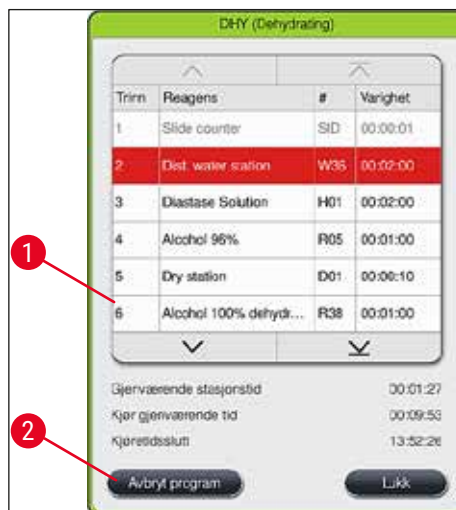 DHY (Dehydrating)
Trinn Reagens # Varighet
1 Slide counter SID 00:00:01
2 Dist. water station W36 00:02:00
3 Diastase Solution H01 00:02:00
4 Alcohol 96% R05 00:01:00
1
5 Dry station D01 00:00:10
6 Alcohol 100% dehydr... R38 00:01:00
Gjenværende stasjonstid 00:01:27
Kjør gjenværende tid 00:09:53
2
Kjøretidsslutt 13:52:26
Avbryt program Lukk